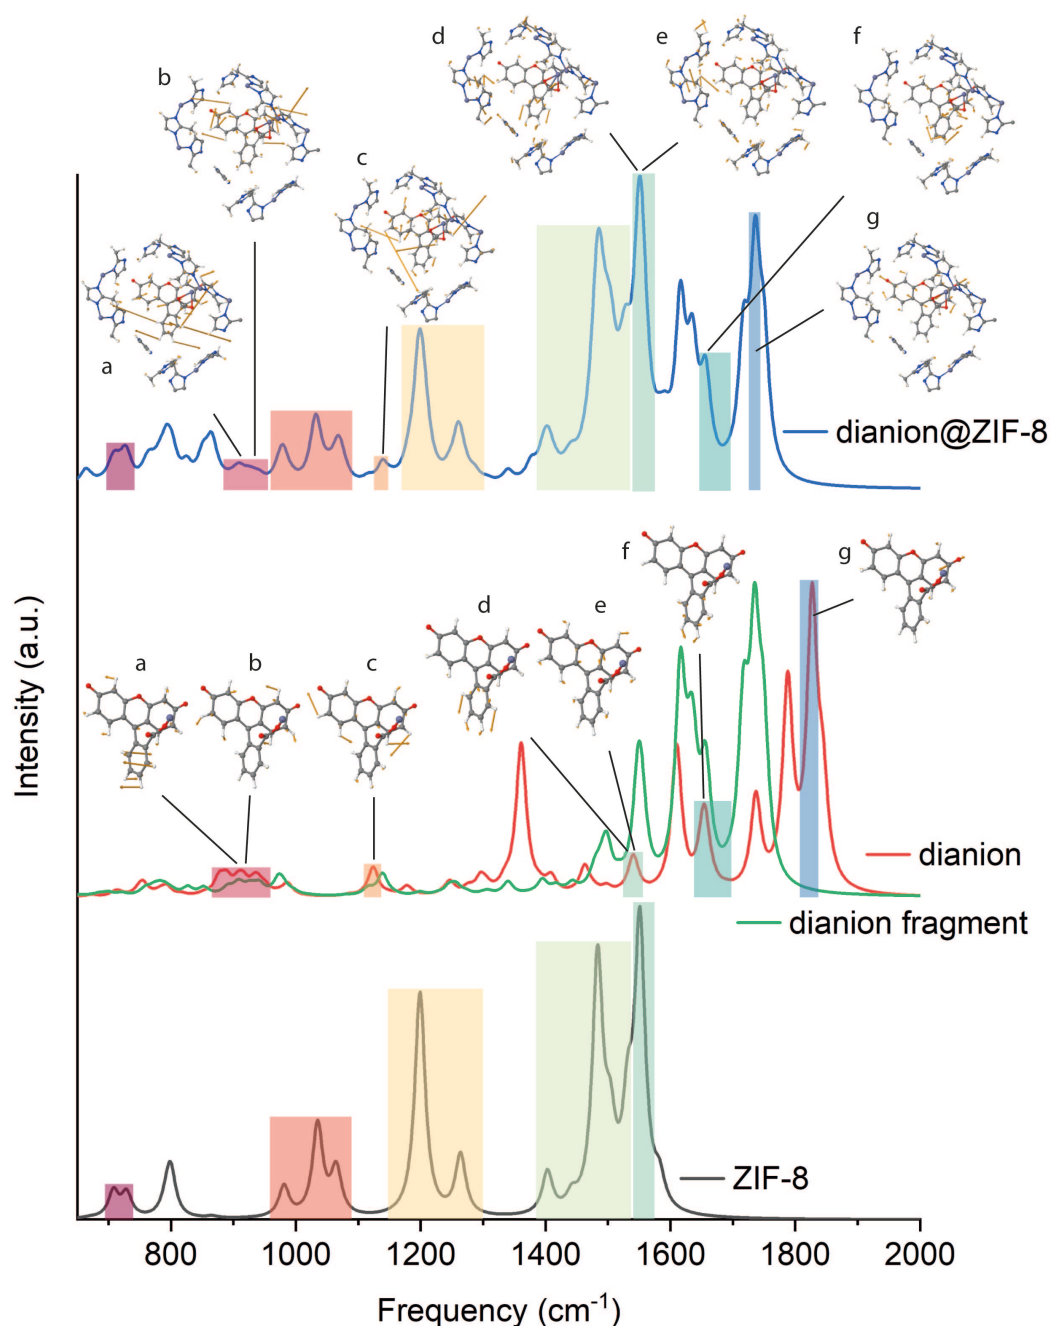 d
e
f
b
c
g
a
dianion@ZIF-8
f
g
d
e
a
b
c
dianion
dianion fragment
ZIF-8
Intensity (a.u.)
800 1000 1200 1400 1600 1800 2000
Frequency (cm⁻¹)